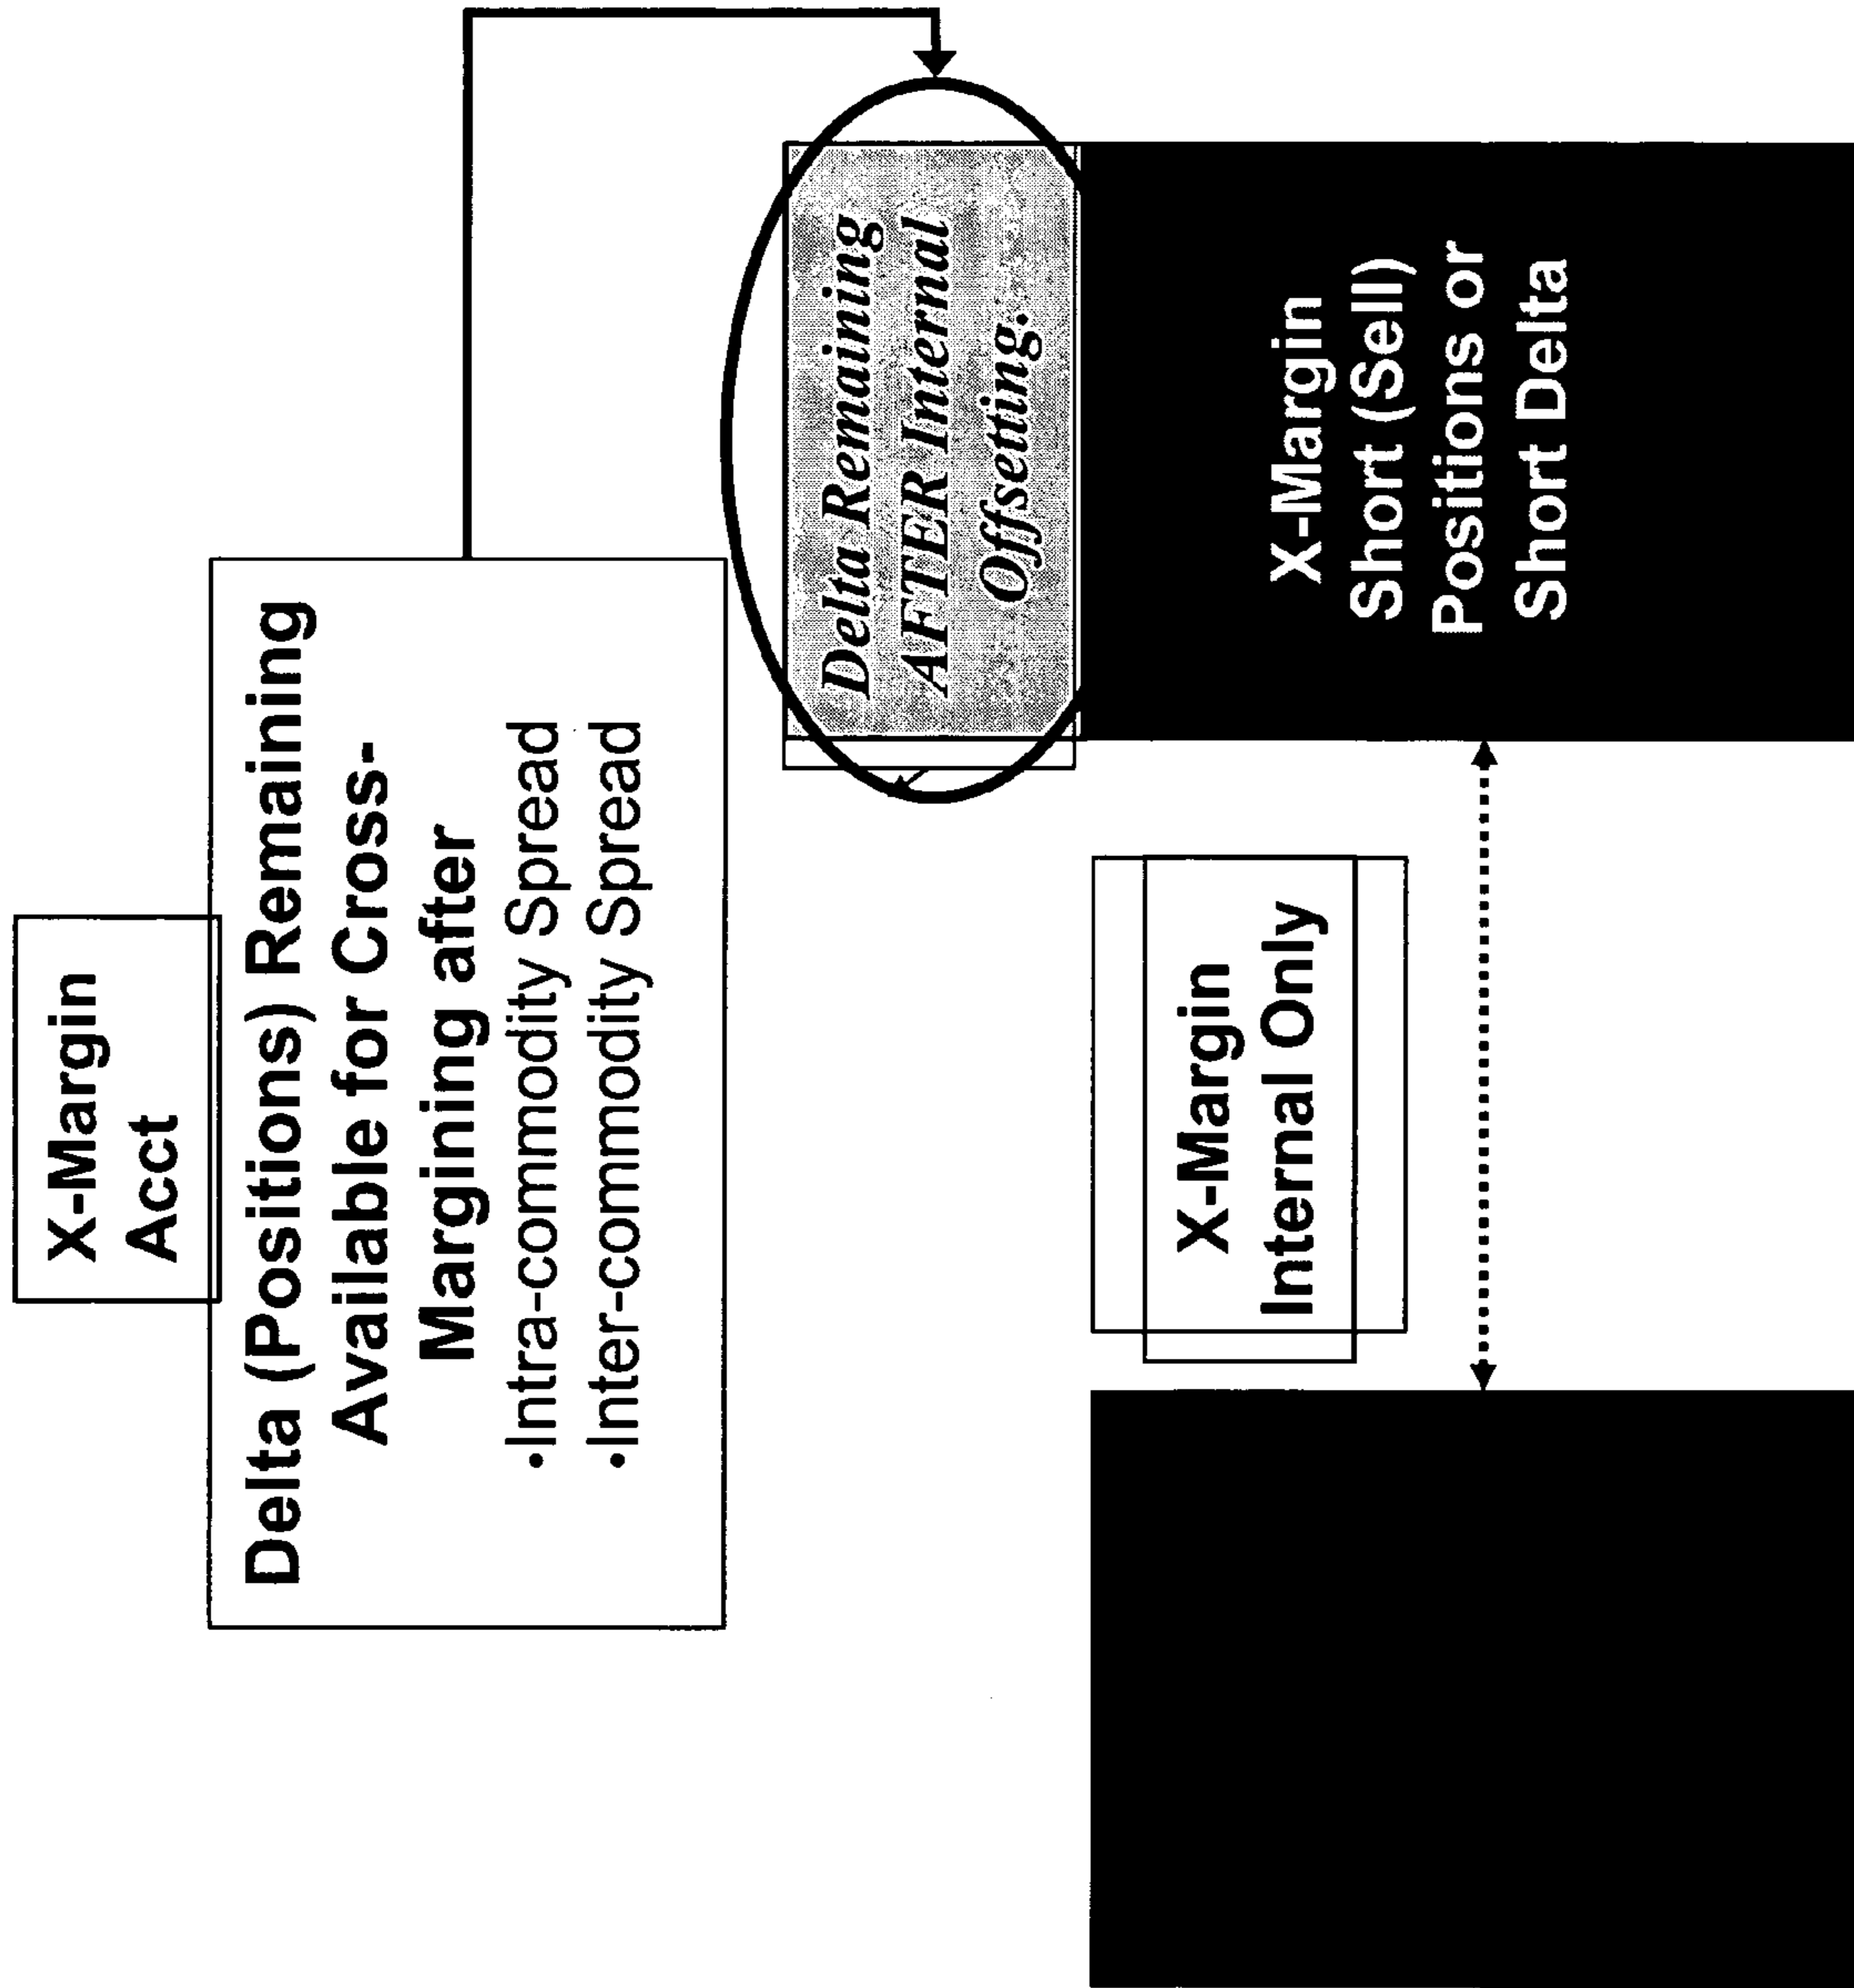 X-Margin
Acct
Delta (Positions) Remaining
Available for Cross-
Margining after
•Intra-commodity Spread
•Inter-commodity Spread
Delta Remaining
AFTER Internal
Offsetting.
X-Margin
Internal Only
X-Margin
Short (Sell)
Positions or
Short Delta